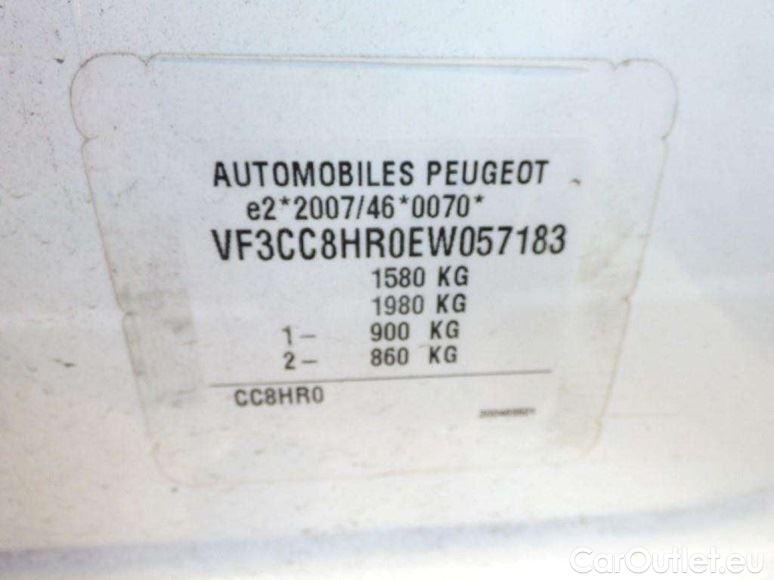 AUTOMOBILES PEUGEOT
e2*2007/46*0070*
VF3CC8HR0EW057183
1580 KG
1980 KG
1- 900 KG
2- 860 KG
CC8HR0
CarOutlet.eu